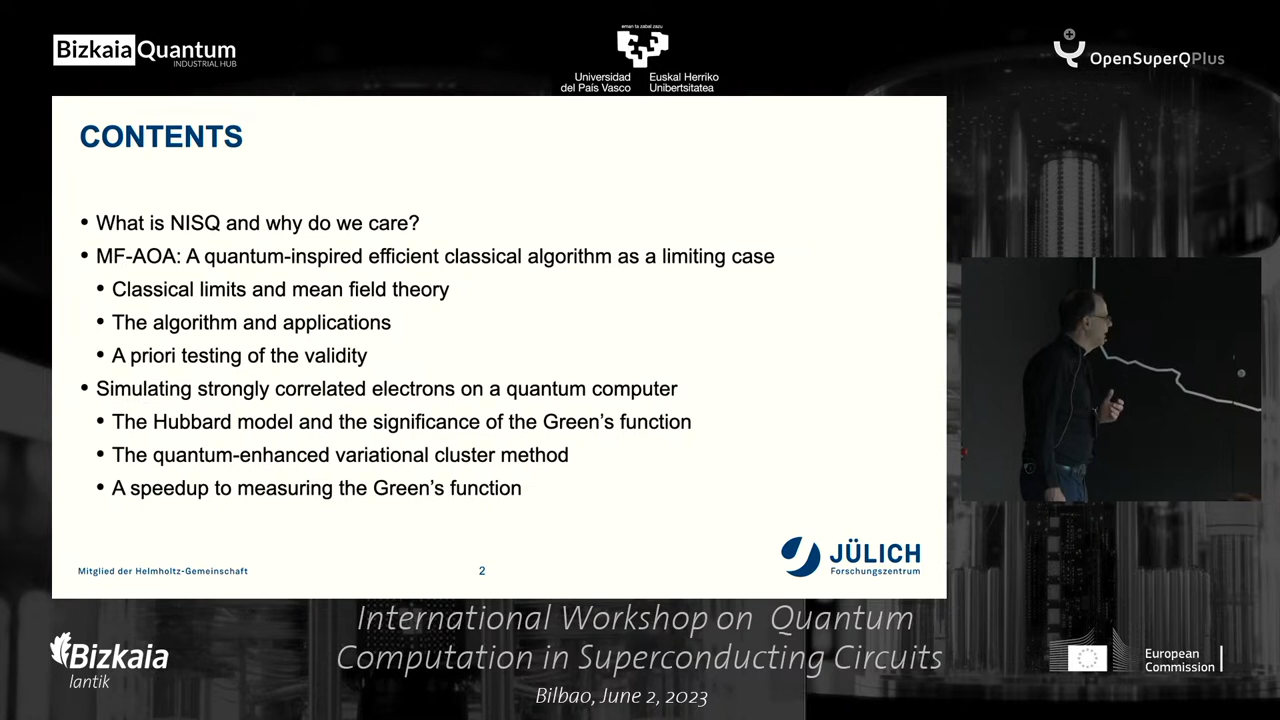 Bizkaia Quantum
INDUSTRIAL HUB
eman ta zabal zazu
Universidad
del País Vasco
Euskal Herriko
Unibertsitatea
OpenSuperQPlus
CONTENTS
• What is NISQ and why do we care?
• MF-AOA: A quantum-inspired efficient classical algorithm as a limiting case
• Classical limits and mean field theory
• The algorithm and applications
• A priori testing of the validity
• Simulating strongly correlated electrons on a quantum computer
• The Hubbard model and the significance of the Green's function
• The quantum-enhanced variational cluster method
• A speedup to measuring the Green's function
Mitglied der Helmholtz-Gemeinschaft
2
JÜLICH
Forschungszentrum
International Workshop on Quantum
Computation in Superconducting Circuits
Bilbao, June 2, 2023
Bizkaia
lantik
European
Commission